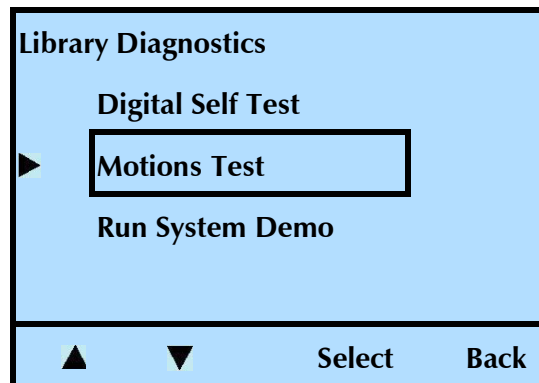 Library Diagnostics
Digital Self Test
Motions Test
Run System Demo
Select Back